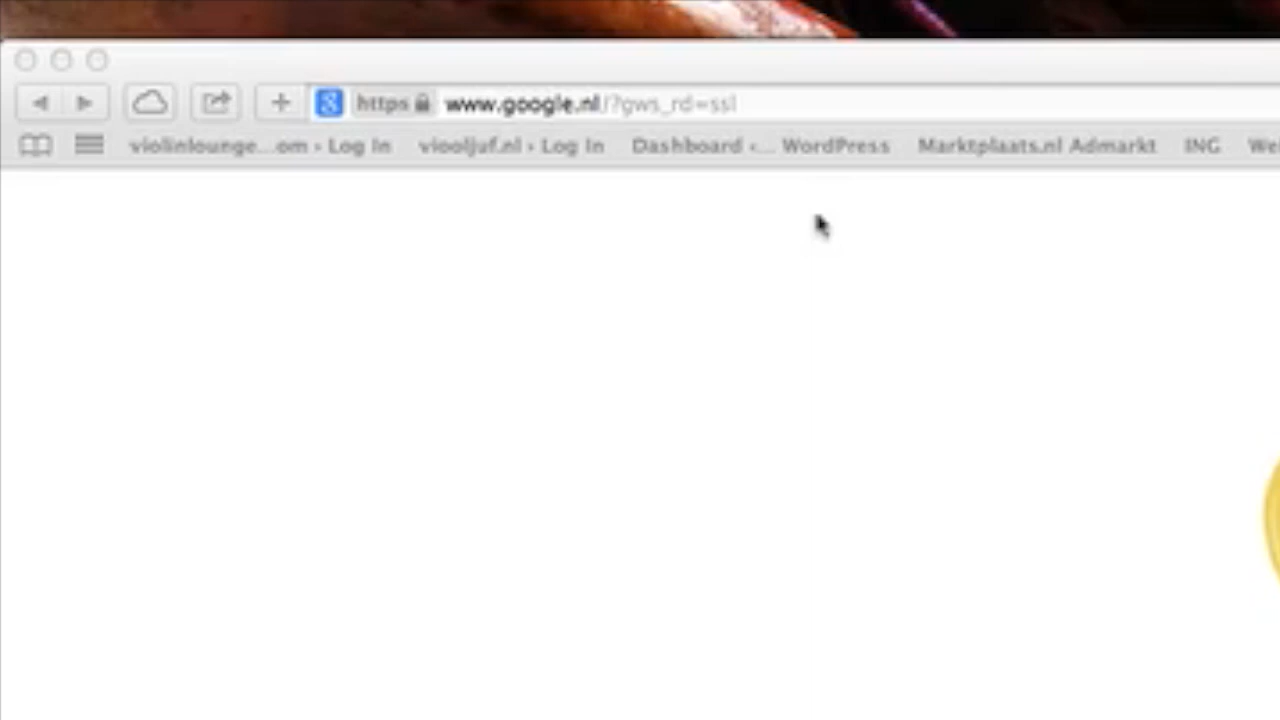 https www.google.nl/?gws_rd=ssl
violinlounge...om › Log In viooljuf.nl › Log In Dashboard ‹... WordPress Marktplaats.nl Admarkt ING